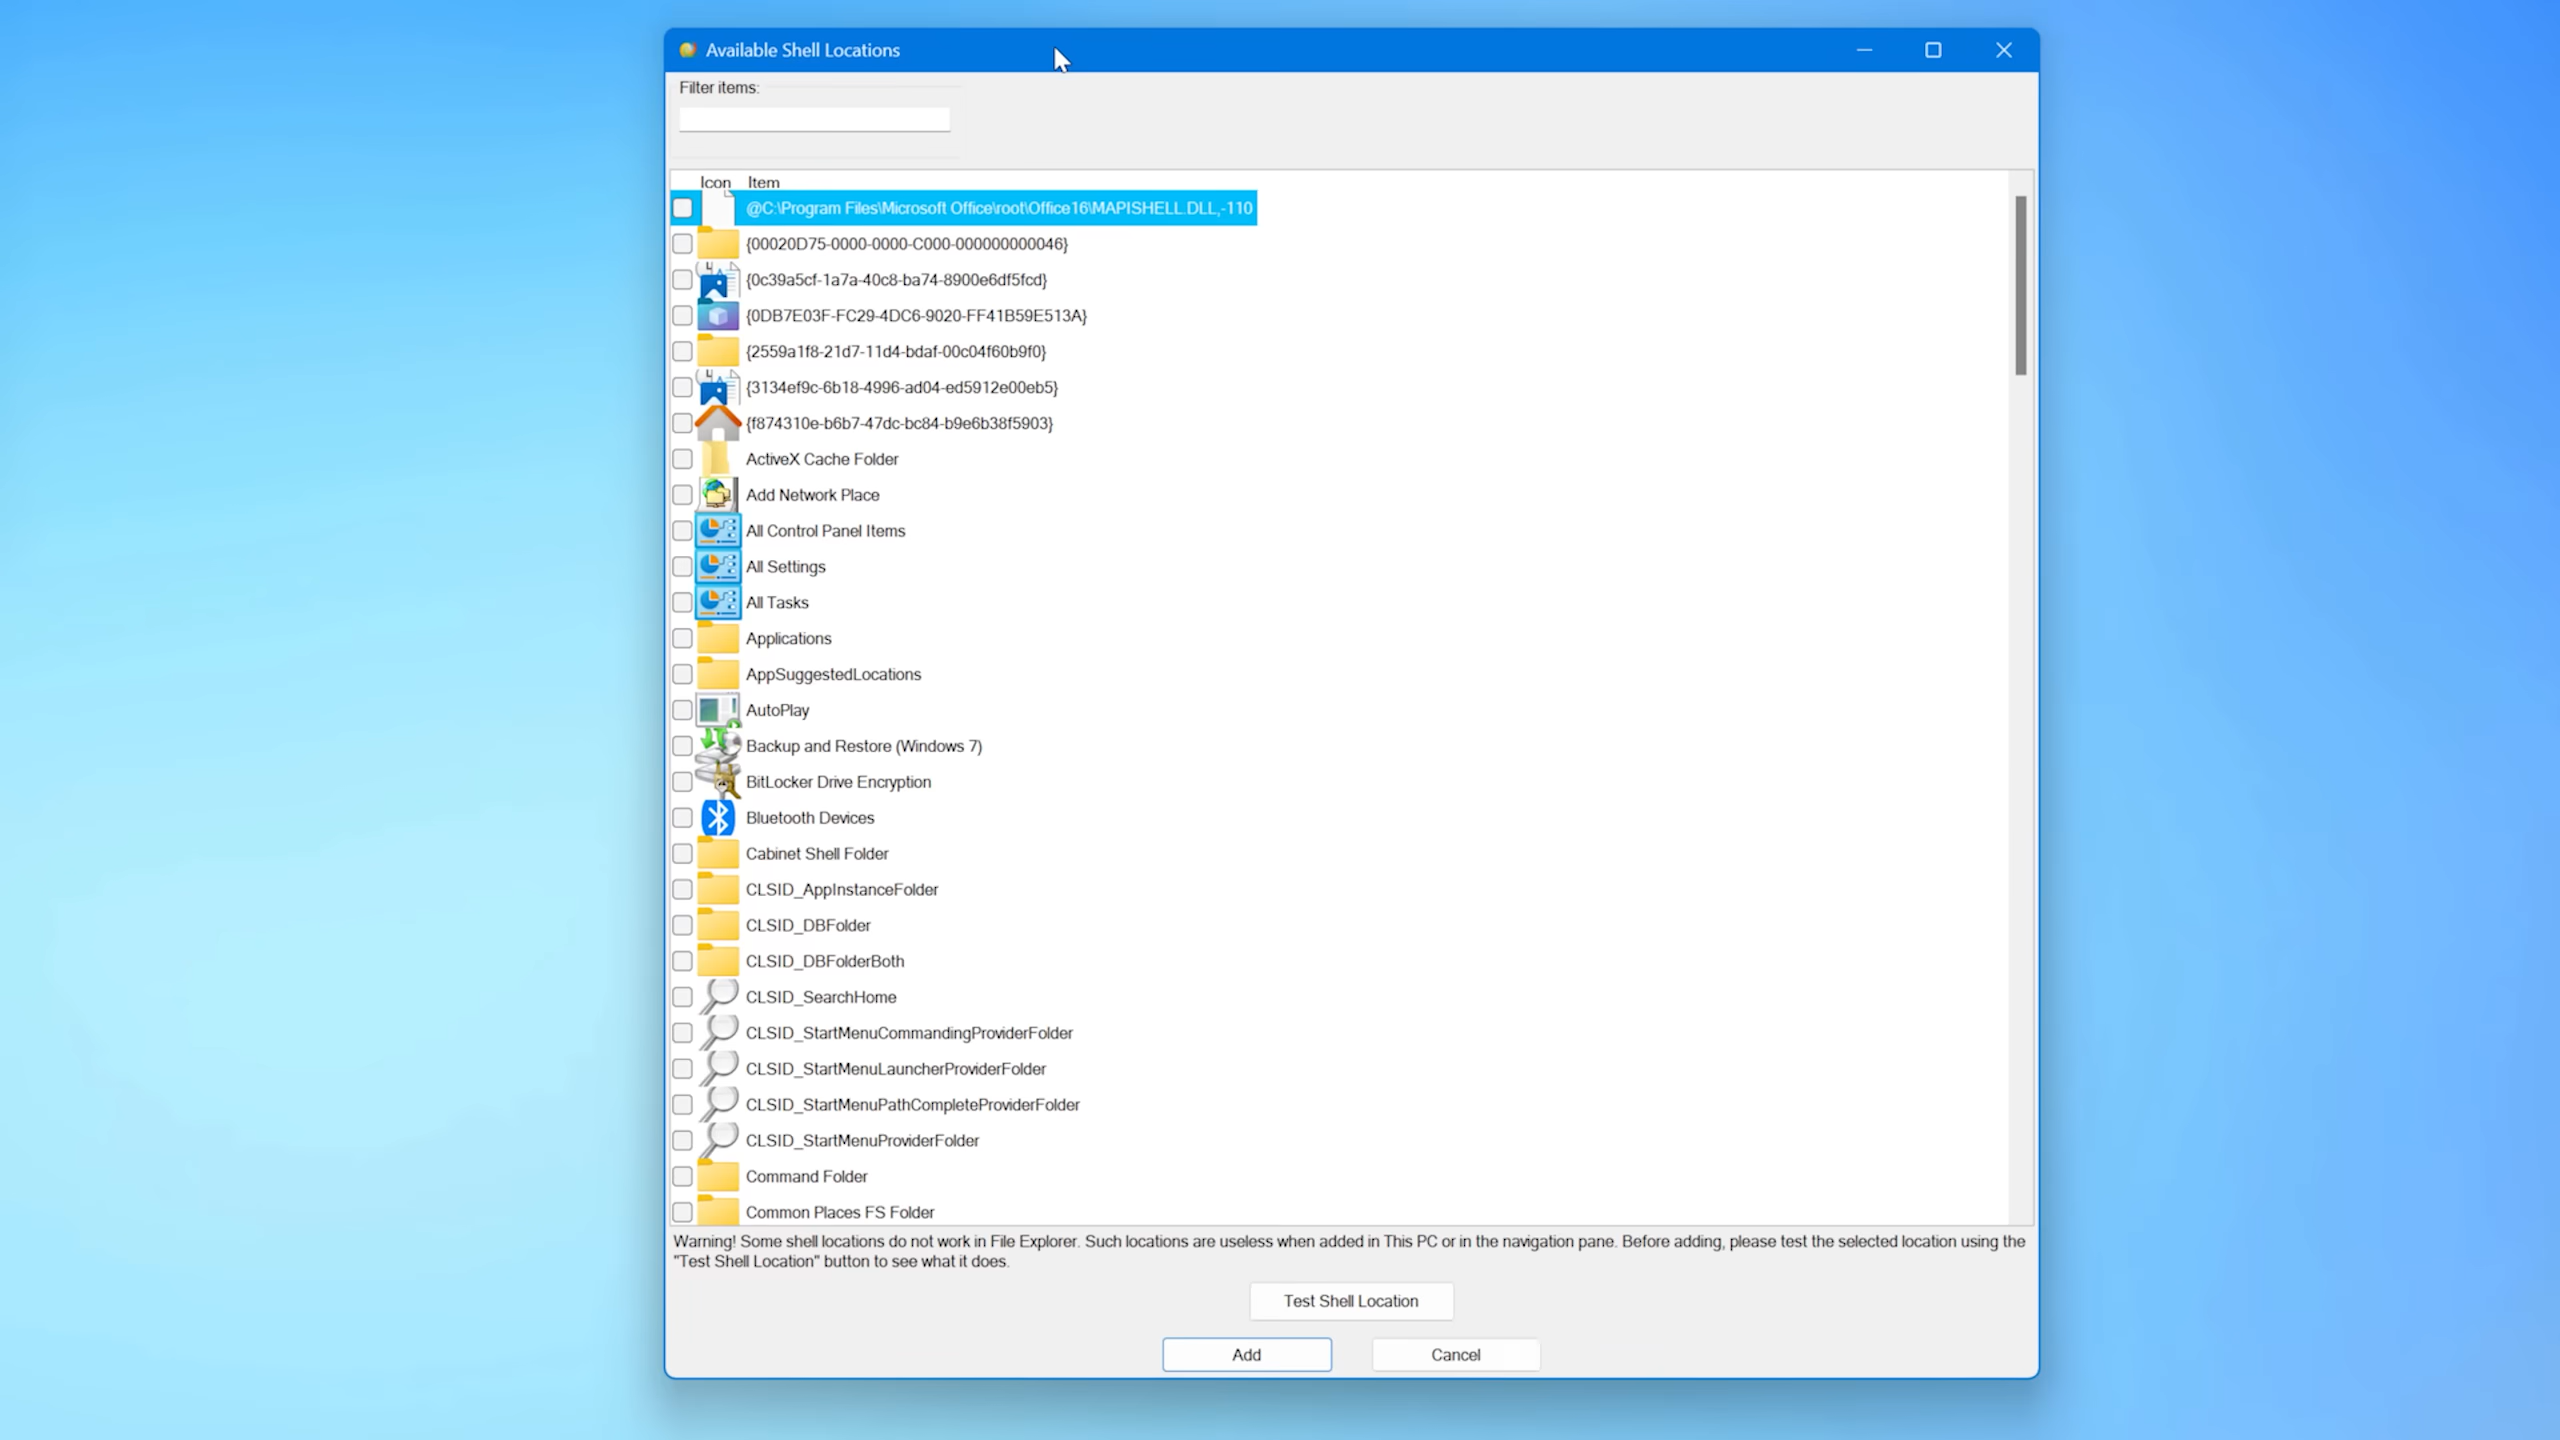 Available Shell Locations
Filter items:
Icon Item
@C:\Program Files\Microsoft Office\root\Office16\MAPISHELL.DLL,-110
{00020D75-0000-0000-C000-000000000046}
{0c39a5cf-1a7a-40c8-ba74-8900e6df5fcd}
{0DB7E03F-FC29-4DC6-9020-FF41B59E513A}
{2559a1f8-21d7-11d4-bdaf-00c04f60b9f0}
{3134ef9c-6b18-4996-ad04-ed5912e00eb5}
{f874310e-b6b7-47dc-bc84-b9e6b38f5903}
ActiveX Cache Folder
Add Network Place
All Control Panel Items
All Settings
All Tasks
Applications
AppSuggestedLocations
AutoPlay
Backup and Restore (Windows 7)
BitLocker Drive Encryption
Bluetooth Devices
Cabinet Shell Folder
CLSID_AppInstanceFolder
CLSID_DBFolder
CLSID_DBFolderBoth
CLSID_SearchHome
CLSID_StartMenuCommandingProviderFolder
CLSID_StartMenuLauncherProviderFolder
CLSID_StartMenuPathCompleteProviderFolder
CLSID_StartMenuProviderFolder
Command Folder
Common Places FS Folder
Warning! Some shell locations do not work in File Explorer. Such locations are useless when added in This PC or in the navigation pane. Before adding, please test the selected location using the
"Test Shell Location" button to see what it does.
Test Shell Location
Add Cancel